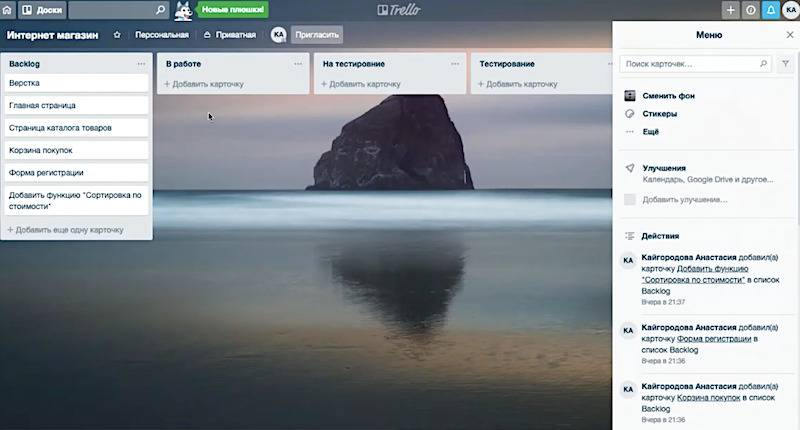 Доски
Новые плюшки!
Trello
KA
Интернет магазин
Персональная
Приватная
KA
Пригласить
Backlog
Верстка
Главная страница
Страница каталога товаров
Корзина покупок
Форма регистрации
Добавить функцию "Сортировка по
стоимости"
+ Добавить еще одну карточку
В работе
+ Добавить карточку
На тестировние
+ Добавить карточку
Тестирование
+ Добавить карточку
Меню
Поиск карточек...
Сменить фон
Стикеры
Ещё
Улучшения
Календарь, Google Drive и другое...
Добавить улучшение...
Действия
KA
Кайгородова Анастасия добавил(а)
карточку Добавить функцию
"Сортировка по стоимости" в список
Backlog
Вчера в 21:37
KA
Кайгородова Анастасия добавил(а)
карточку Форма регистрации в
список Backlog
Вчера в 21:36
KA
Кайгородова Анастасия добавил(а)
карточку Корзина покупок в список
Backlog
Вчера в 21:36